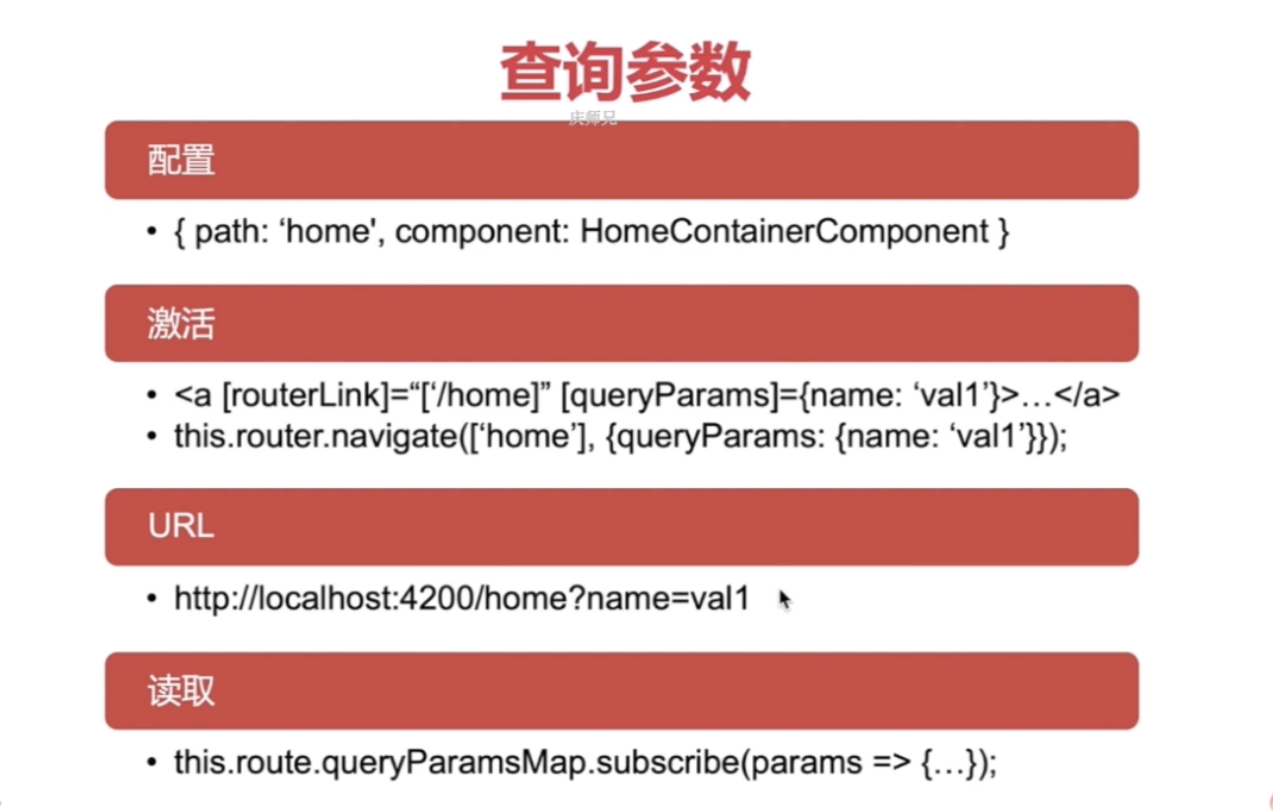 查询参数
庆师兄
配置
• { path: ‘home', component: HomeContainerComponent }
激活
• <a [routerLink]=“[‘/home]” [queryParams]={name: ‘val1’}>…</a>
• this.router.navigate([‘home’], {queryParams: {name: ‘val1’}});
URL
• http://localhost:4200/home?name=val1
读取
• this.route.queryParamsMap.subscribe(params => {…});